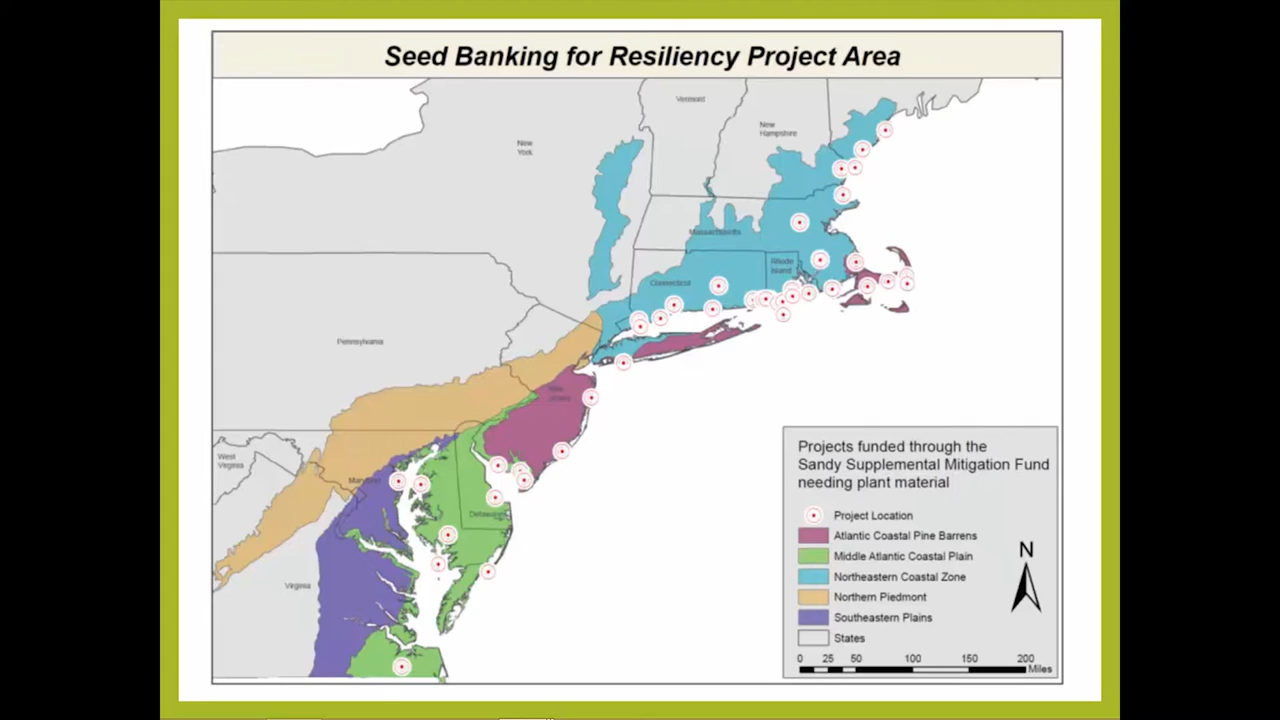 Seed Banking for Resiliency Project Area
Vermont
New
Hampshire
New
York
Massachusetts
Rhode
Island
Connecticut
Pennsylvania
New
Jersey
West
Virginia
Maryland
Delaware
Virginia
Projects funded through the
Sandy Supplemental Mitigation Fund
needing plant material
Project Location
Atlantic Coastal Pine Barrens
Middle Atlantic Coastal Plain
Northeastern Coastal Zone
Northern Piedmont
Southeastern Plains
States
N
0 25 50 100 150 200
Miles